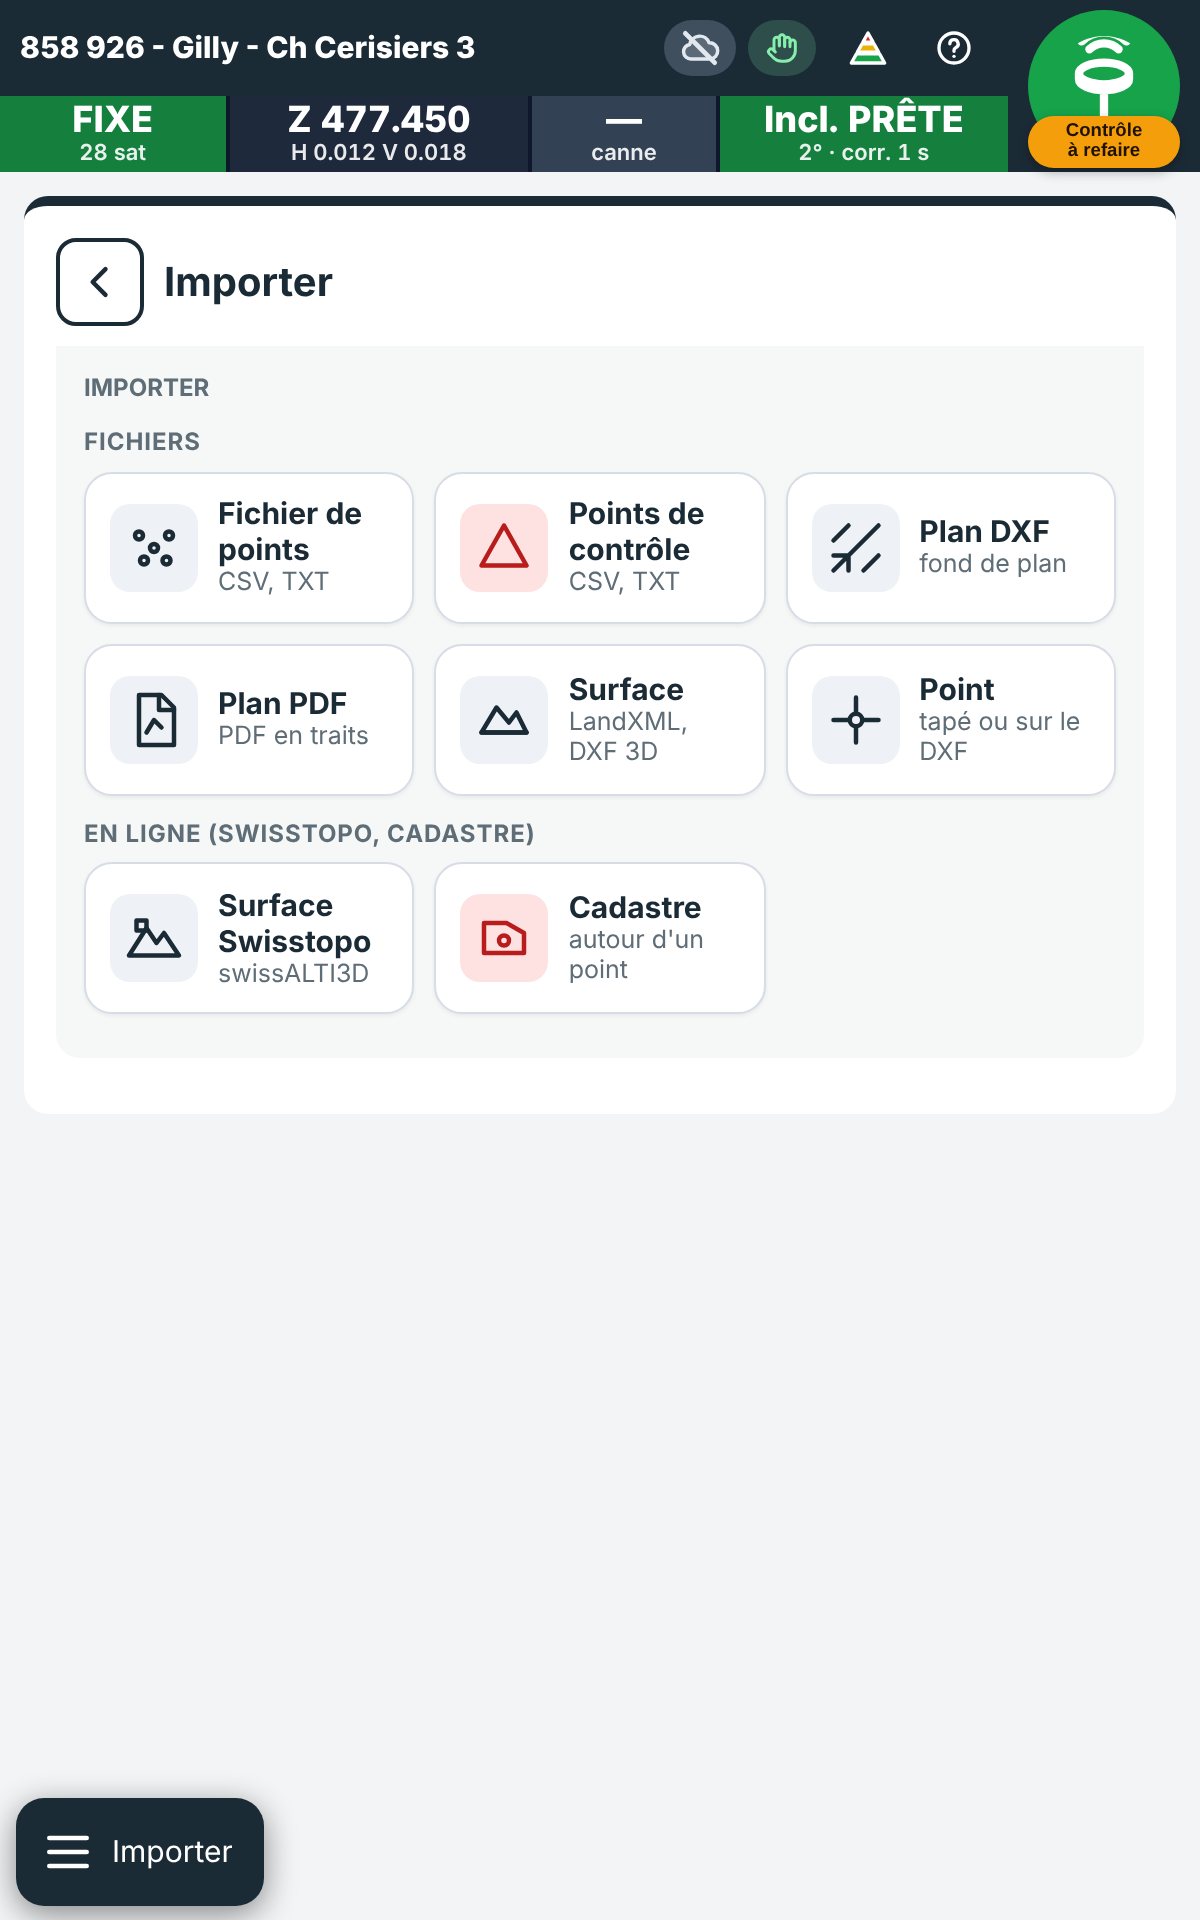 858 926 - Gilly - Ch Cerisiers 3
FIXE
28 sat
Z 477.450
H 0.012 V 0.018
—
canne
Incl. PRÊTE
2° · corr. 1 s
Contrôle
à refaire
Importer
IMPORTER
FICHIERS
Fichier de
points
CSV, TXT
Points de
contrôle
CSV, TXT
Plan DXF
fond de plan
Plan PDF
PDF en traits
Surface
LandXML,
DXF 3D
Point
tapé ou sur le
DXF
EN LIGNE (SWISSTOPO, CADASTRE)
Surface
Swisstopo
swissALTI3D
Cadastre
autour d'un
point
Importer